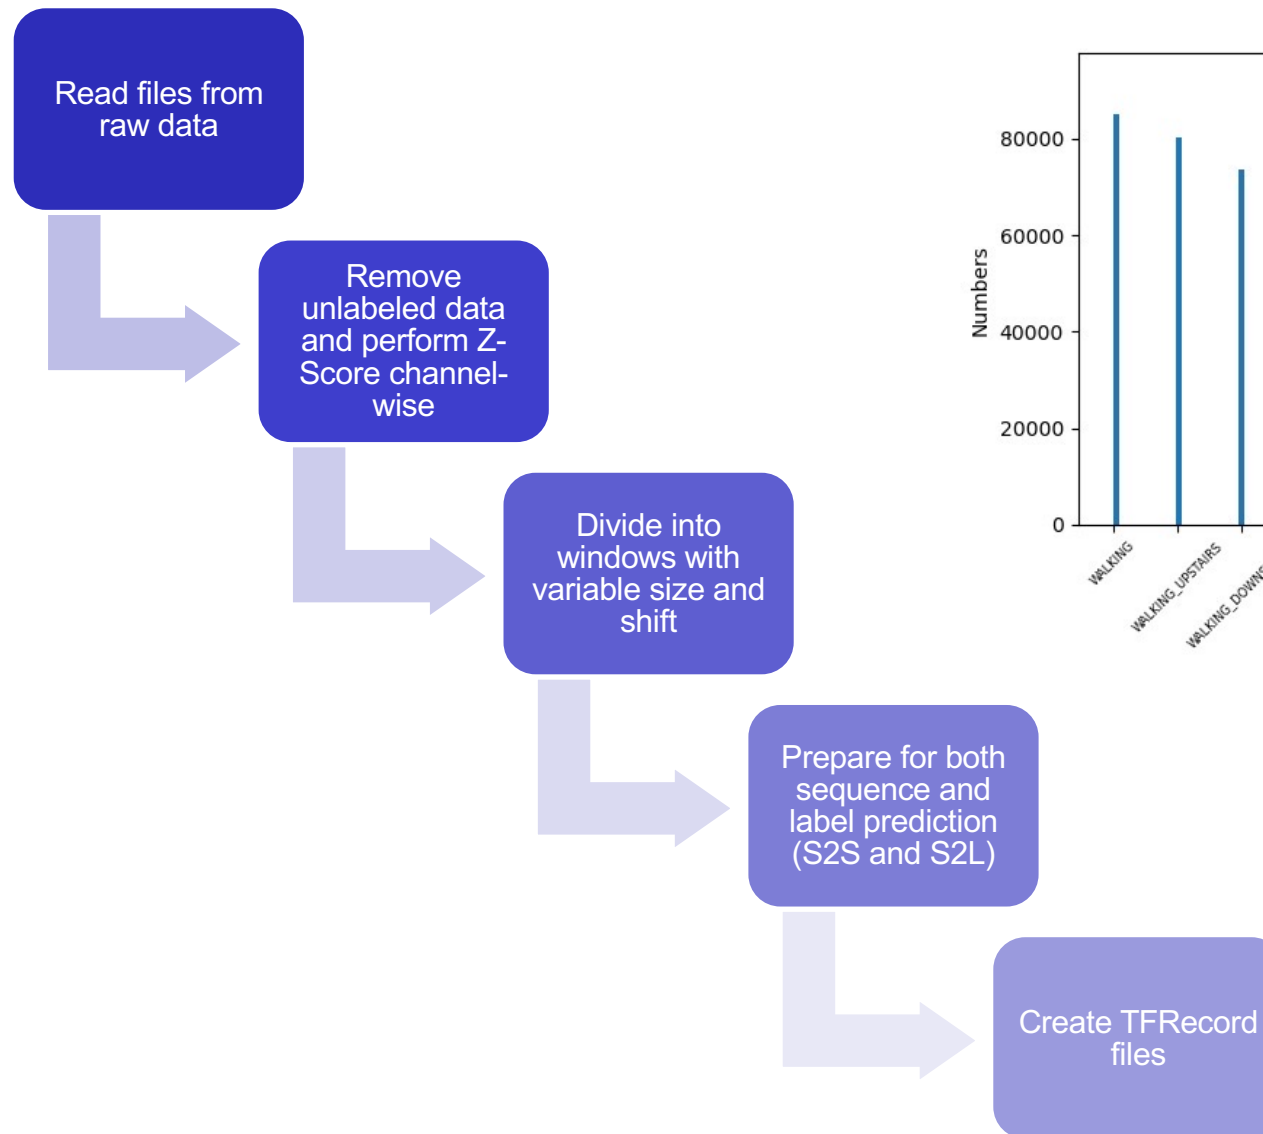 Read files from
raw data
Remove
unlabeled data
and perform Z-
Score channel-
wise
Divide into
windows with
variable size and
shift
Prepare for both
sequence and
label prediction
(S2S and S2L)
Create TFRecord
files
Numbers
80000
60000
40000
20000
0
WALKING
WALKING_UPSTAIRS
WALKING_DOWNS